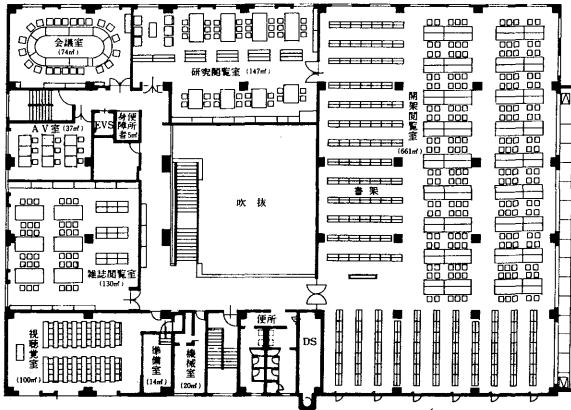 会議室
(74㎡)
研究閲覧室 (147㎡)
開架閲覧室
(661㎡)
AV室 (37㎡)
EVS
身障者便所 5㎡
吹抜
書架
雑誌閲覧室
(130㎡)
視聴覚室
(100㎡)
準備室
(14㎡)
機械室
(20㎡)
便所
DS